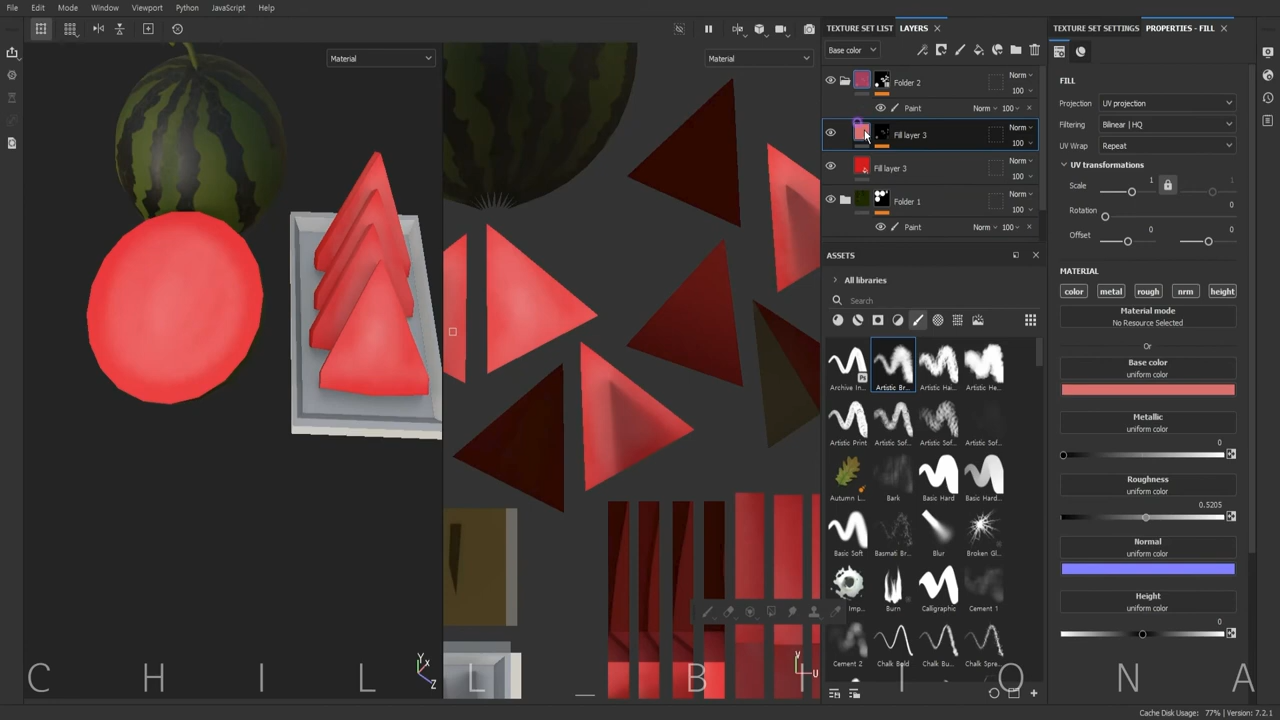 File Edit Mode Window Viewport Python JavaScript Help
Material
Material
TEXTURE SET LIST LAYERS
Base color
Folder 2 Norm 100
Paint Norm 100
Fill layer 3 Norm 100
Fill layer 3 Norm 100
Folder 1 Norm 100
Paint Norm 100
ASSETS
All libraries
Search
Archive In... Artistic Br... Artistic Hai... Artistic He...
Artistic Print Artistic Sof... Artistic Sof... Artistic Sof...
Autumn L... Bark Basic Hard Basic Hard...
Basic Soft Basmati Br... Blur Broken Gl...
Imp... Burn Calligraphic Cement 1
Cement 2 Chalk Bold Chalk Bu... Chalk Spre...
TEXTURE SET SETTINGS PROPERTIES - FILL
FILL
Projection UV projection
Filtering Bilinear | HQ
UV Wrap Repeat
UV transformations
Scale 1 1
Rotation 0
Offset 0 0
MATERIAL
color metal rough nrm height
Material mode
No Resource Selected
Or
Base color
uniform color
Metallic
uniform color
0
Roughness
uniform color
0.5205
Normal
uniform color
Height
uniform color
0
Y X Z
V U
C H I L L B I I O N A
Cache Disk Usage: 77% | Version: 7.2.1